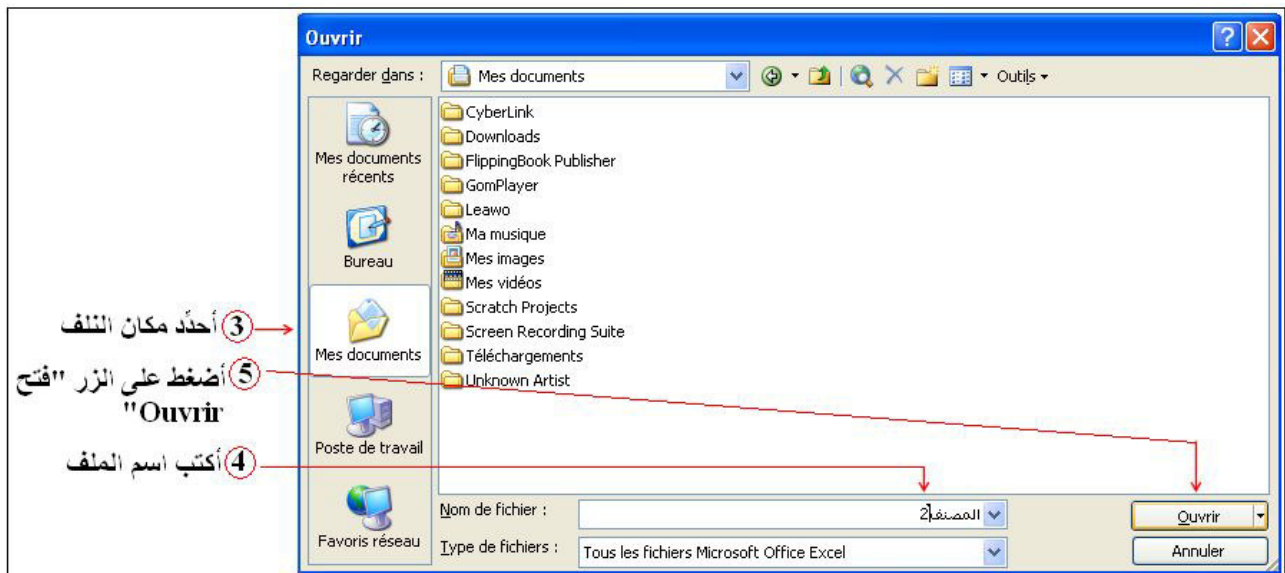 Ouvrir
Regarder dans :
Mes documents
Outils
Mes documents
récents
Bureau
Mes documents
Poste de travail
Favoris réseau
CyberLink
Downloads
FlippingBook Publisher
GomPlayer
Leawo
Ma musique
Mes images
Mes vidéos
Scratch Projects
Screen Recording Suite
Téléchargements
Unknown Artist
③ أحدّد مكان النلف
⑤ أضغط على الزر "فتح
Ouvrir"
④ أكتب اسم الملف
Nom de fichier :
المصنف2
Ouvrir
Type de fichiers :
Tous les fichiers Microsoft Office Excel
Annuler